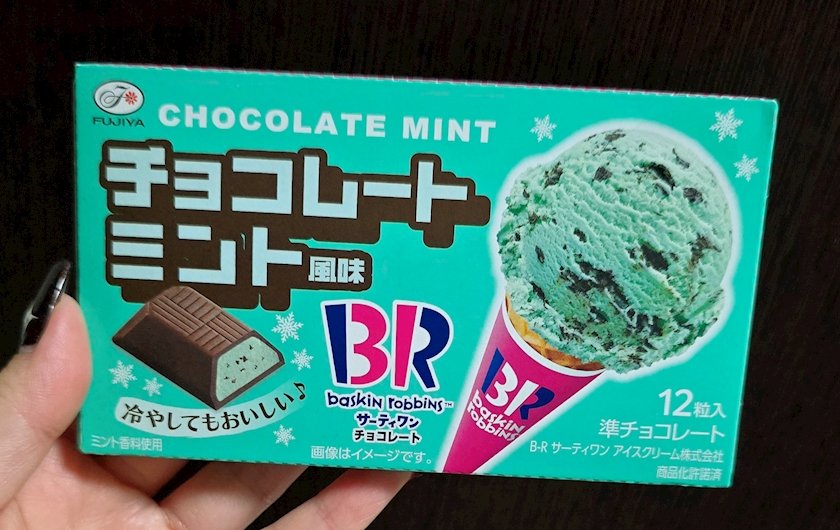 FUJIYA
CHOCOLATE MINT
チョコレート
ミント風味
冷やしてもおいしい♪
ミント香料使用
BR
baskin robbins™
サーティワン
チョコレート
画像はイメージです。
BR
baskin
robbins
12粒入
準チョコレート
B-R サーティワン アイスクリーム株式会社
商品化許諾済